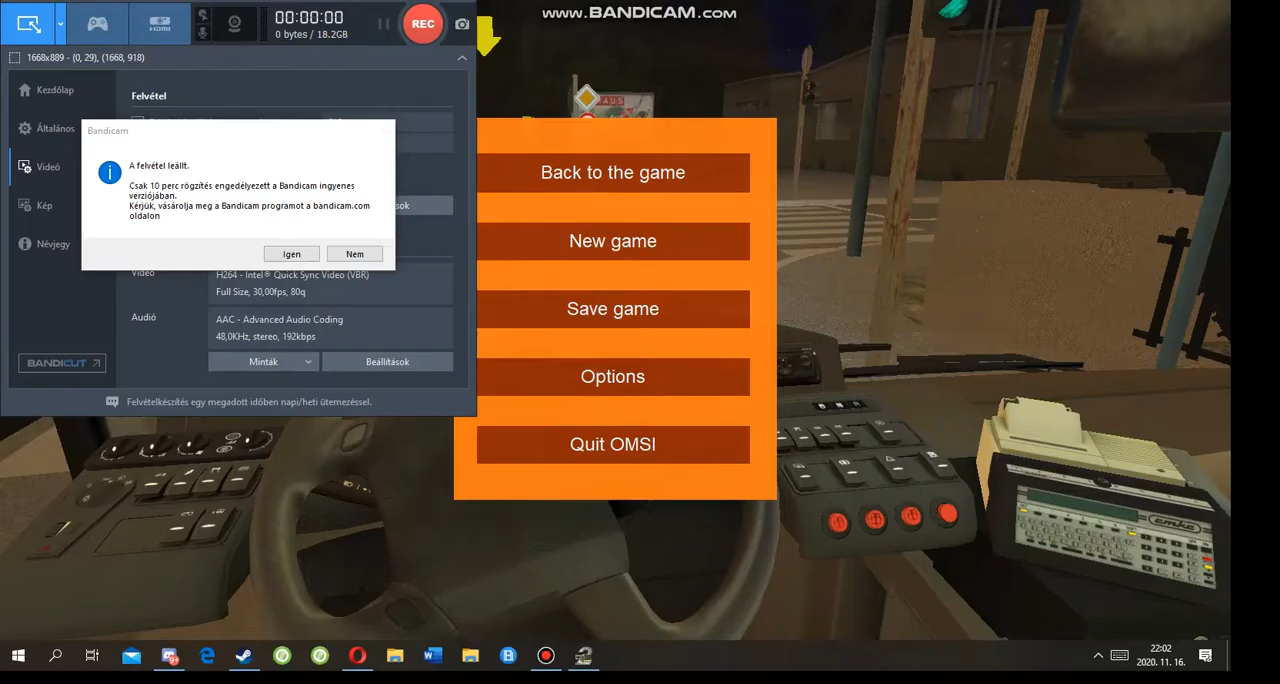 00:00:00
0 bytes / 18.2GB
REC
HDMI
www.BANDICAM.com
1668x889 - (0, 29), (1668, 918)
Kezdőlap
Általános
Videó
Kép
Névjegy
BANDICUT
Felvétel
Bandicam
A felvétel leállt.
Csak 10 perc rögzítés engedélyezett a Bandicam ingyenes
verziójában.
Kérjük, vásárolja meg a Bandicam programot a bandicam.com
oldalon
Igen
Nem
Videó
H264 - Intel® Quick Sync Video (VBR)
Full Size, 30,00fps, 80q
Audió
AAC - Advanced Audio Coding
48,0KHz, stereo, 192kbps
Minták
Beállítások
Felvételkészítés egy megadott időben napi/heti ütemezéssel.
Back to the game
New game
Save game
Options
Quit OMSI
22:02
2020. 11. 16.